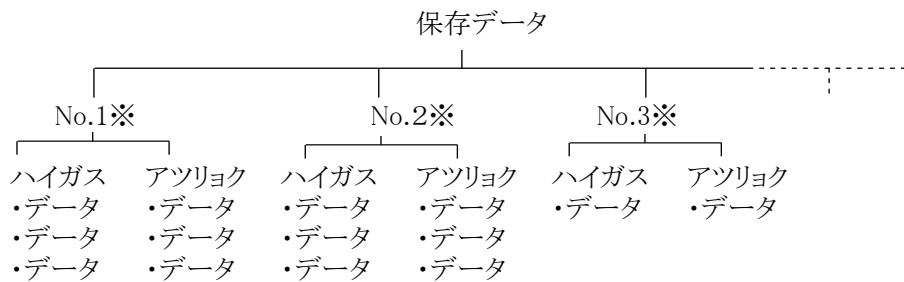 保存データ
No.1※ No.2※ No.3※
ハイガス アツリョク ハイガス アツリョク ハイガス アツリョク
・データ ・データ ・データ ・データ ・データ ・データ
・データ ・データ ・データ ・データ
・データ ・データ ・データ ・データ